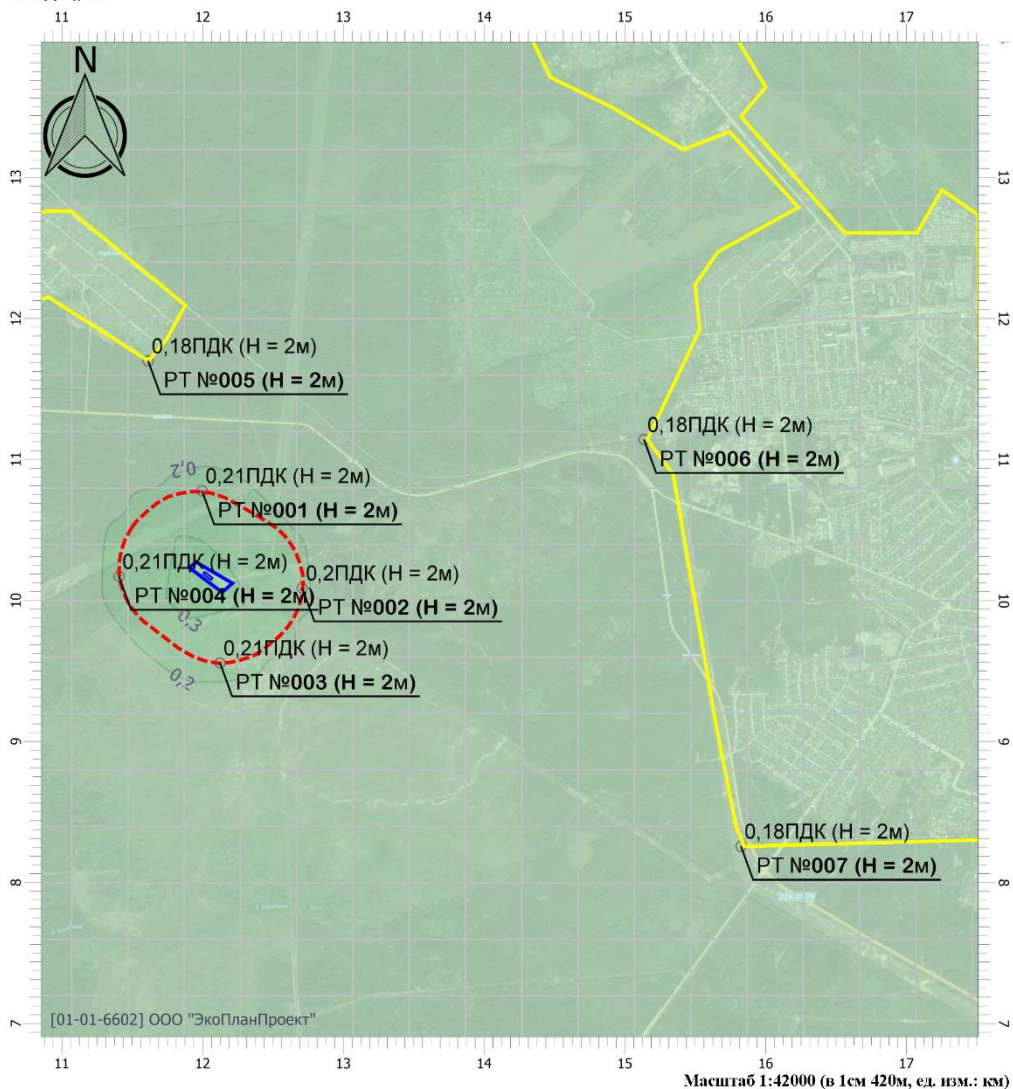 11 12 13 14 15 16 17
N
13 13
12 12
0,18ПДК (Н = 2м)
РТ №005 (Н = 2м)
0,18ПДК (Н = 2м)
РТ №006 (Н = 2м)
11 11
0,2
0,21ПДК (Н = 2м)
РТ №001 (Н = 2м)
0,21ПДК (Н = 2м)
РТ №004 (Н = 2м)
0,2ПДК (Н = 2м)
РТ №002 (Н = 2м)
10 10
0,3
0,21ПДК (Н = 2м)
РТ №003 (Н = 2м)
0,2
9 9
0,18ПДК (Н = 2м)
РТ №007 (Н = 2м)
8 8
[01-01-6602] ООО "ЭкоПланПроект"
7 7
11 12 13 14 15 16 17
Масштаб 1:42000 (в 1см 420м, ед. изм.: км)